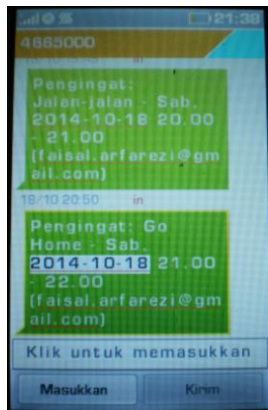 21:38
4665000
in
Pengingat:
Jalan-jalan - Sab.
2014-10-18 20.00
- 21.00
(faisal.arfarezi@gm
ail.com)
18/10 20:50 in
Pengingat: Go
Home - Sab.
2014-10-18 21.00
- 22.00
(faisal.arfarezi@gm
ail.com)
Klik untuk memasukkan
Masukkan Kirim